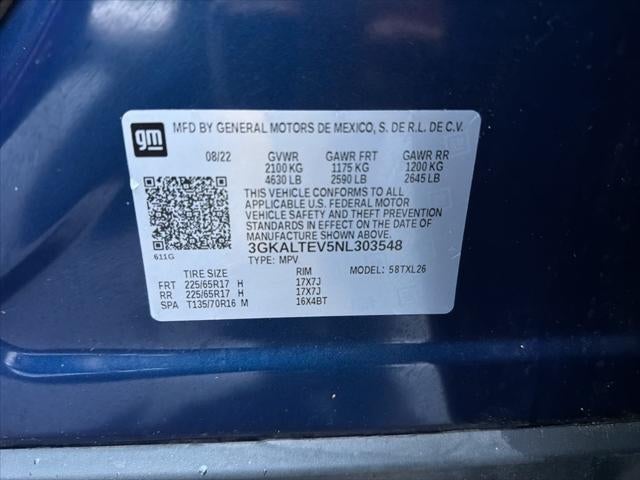 gm MFD BY GENERAL MOTORS DE MEXICO, S. DE R.L. DE C.V.
08/22 GVWR GAWR FRT GAWR RR
2100 KG 1175 KG 1200 KG
4630 LB 2590 LB 2645 LB
THIS VEHICLE CONFORMS TO ALL
APPLICABLE U.S. FEDERAL MOTOR
VEHICLE SAFETY AND THEFT PREVENTION
STANDARDS IN EFFECT ON THE DATE OF
MANUFACTURE SHOWN ABOVE.
3GKALTEV5NL303548
611G TYPE: MPV MODEL: 58TXL26
TIRE SIZE RIM
FRT 225/65R17 H 17X7J
RR 225/65R17 H 17X7J
SPA T135/70R16 M 16X4BT